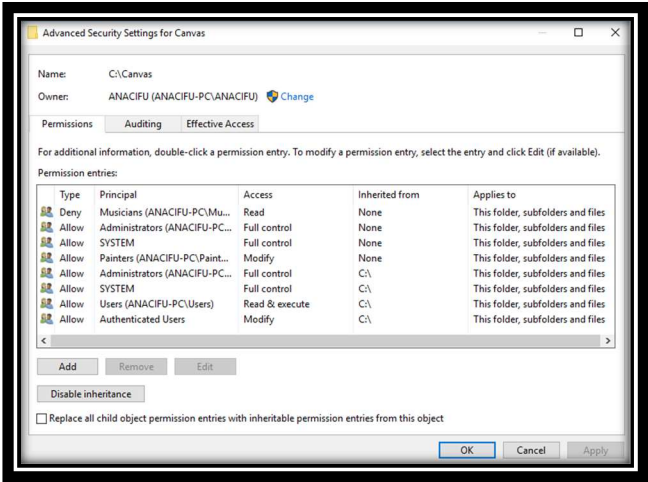 Advanced Security Settings for Canvas
Name: C:\Canvas
Owner: ANACIFU (ANACIFU-PC\ANACIFU) Change
Permissions Auditing Effective Access
For additional information, double-click a permission entry. To modify a permission entry, select the entry and click Edit (if available).
Permission entries:
Type Principal Access Inherited from Applies to
Deny Musicians (ANACIFU-PC\Mu... Read None This folder, subfolders and files
Allow Administrators (ANACIFU-PC... Full control None This folder, subfolders and files
Allow SYSTEM Full control None This folder, subfolders and files
Allow Painters (ANACIFU-PC\Paint... Modify None This folder, subfolders and files
Allow Administrators (ANACIFU-PC... Full control C:\ This folder, subfolders and files
Allow SYSTEM Full control C:\ This folder, subfolders and files
Allow Users (ANACIFU-PC\Users) Read & execute C:\ This folder, subfolders and files
Allow Authenticated Users Modify C:\ This folder, subfolders and files
Add Remove Edit
Disable inheritance
Replace all child object permission entries with inheritable permission entries from this object
OK Cancel Apply